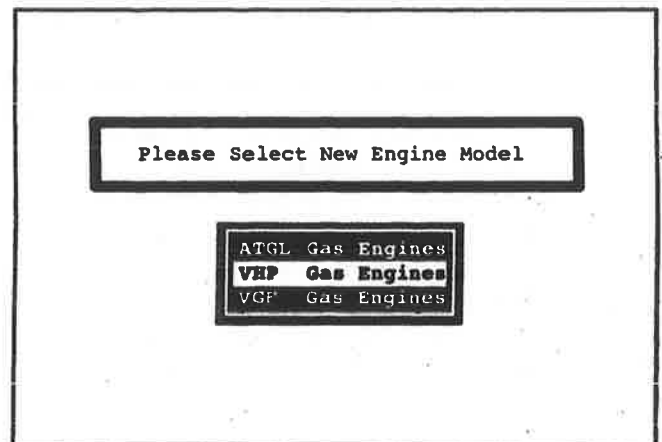 Please Select New Engine Model
ATGL Gas Engines
VHP Gas Engines
VGF Gas Engines